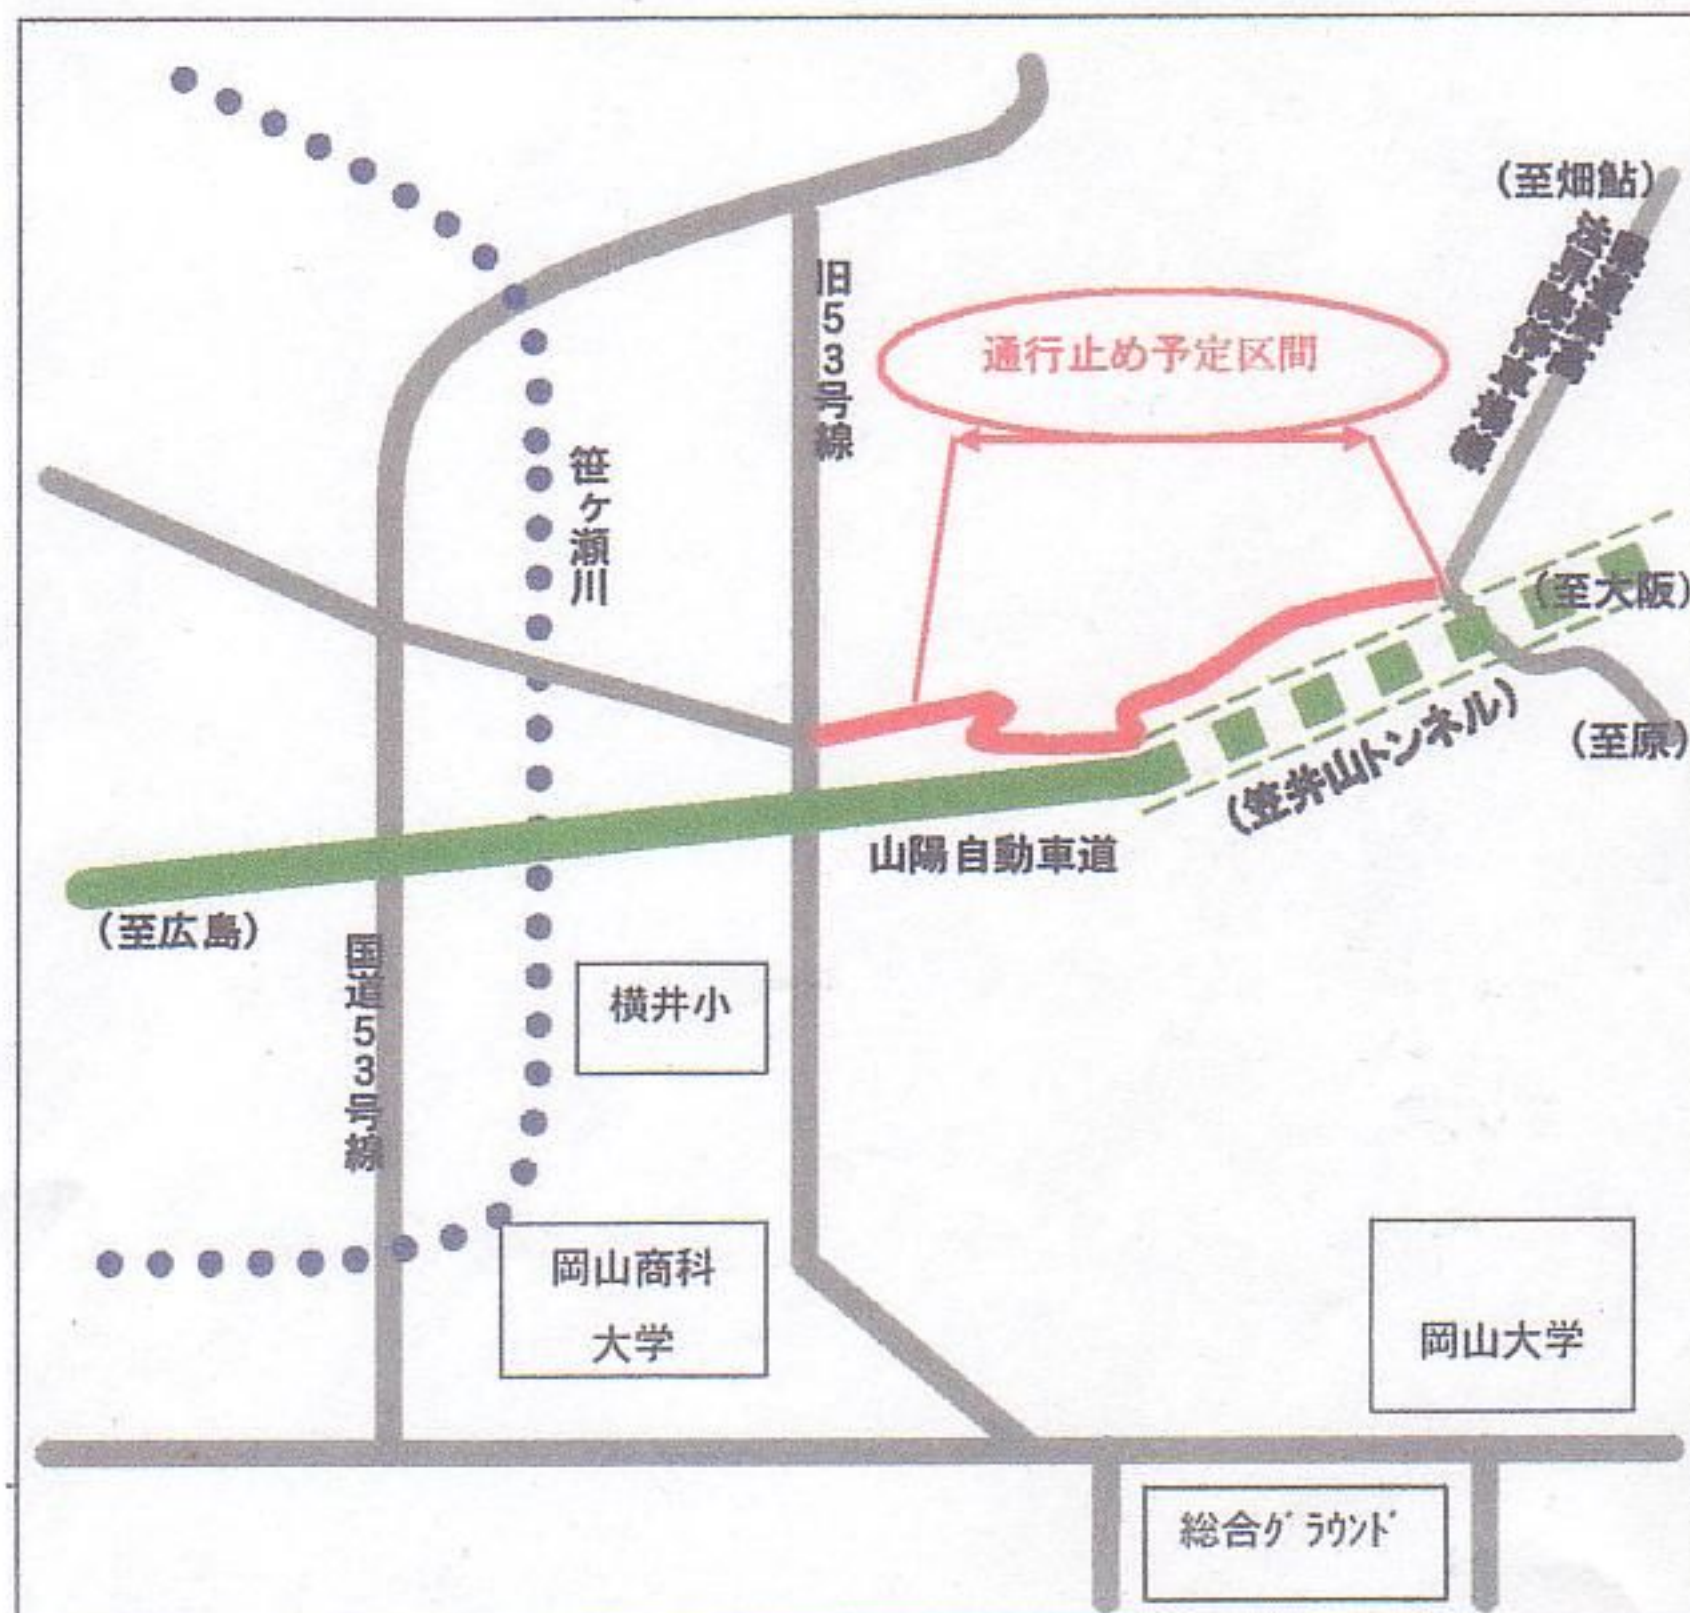 (至畑鮎)
旧53号線
通行止め予定区間
笹ヶ瀬川
(至大阪)
(至原)
(笠井山トンネル)
山陽自動車道
(至広島)
国道53号線
横井小
岡山商科
大学
岡山大学
総合グラウンド